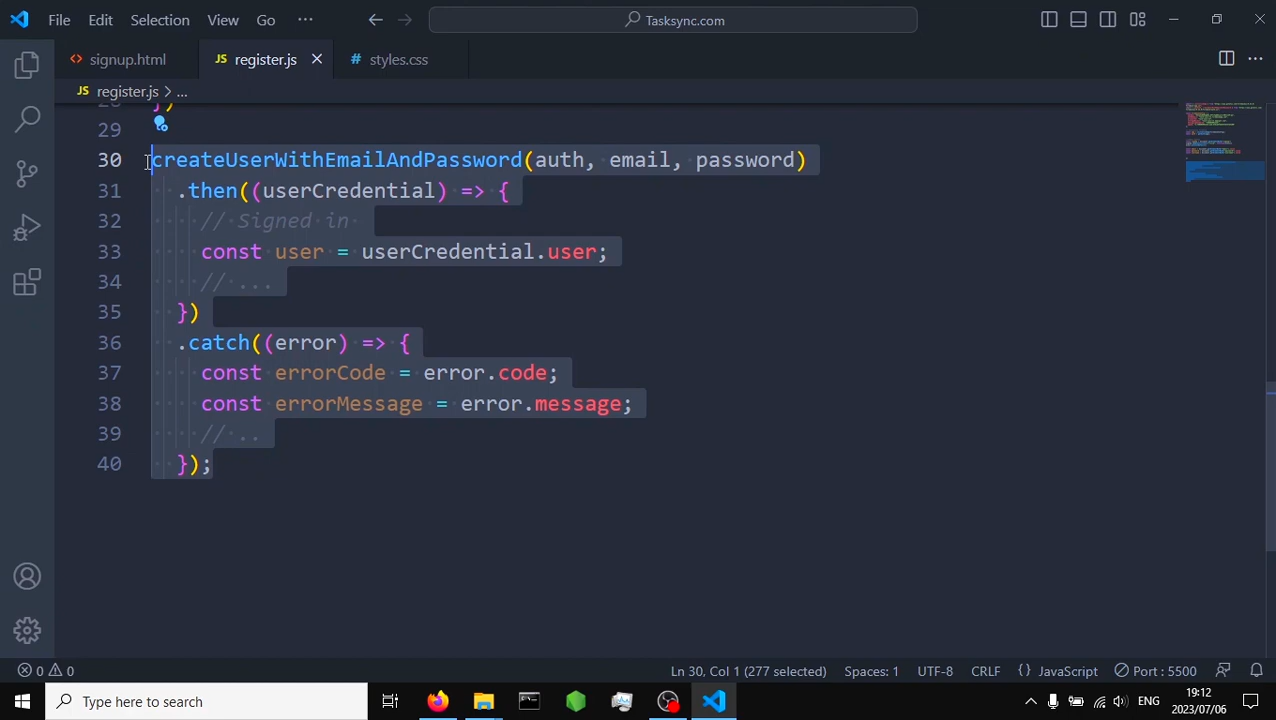 File Edit Selection View Go ··· Tasksync.com
signup.html JS register.js # styles.css
JS register.js > ...
29
30 createUserWithEmailAndPassword(auth, email, password)
31 .then((userCredential) => {
32 // Signed in
33 const user = userCredential.user;
34 // ...
35 })
36 .catch((error) => {
37 const errorCode = error.code;
38 const errorMessage = error.message;
39 // ..
40 });
0 0 Ln 30, Col 1 (277 selected) Spaces: 1 UTF-8 CRLF {} JavaScript Port : 5500
Type here to search ENG 19:12
2023/07/06